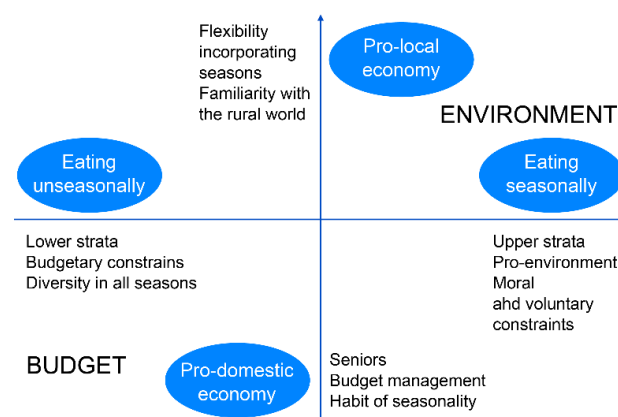 Flexibility
incorporating
seasons
Familiarity with
the rural world
Pro-local
economy
ENVIRONMENT
Eating
unseasonally
Eating
seasonally
Lower strata
Budgetary constrains
Diversity in all seasons
Upper strata
Pro-environment
Moral
ahd voluntary
constraints
BUDGET
Pro-domestic
economy
Seniors
Budget management
Habit of seasonality